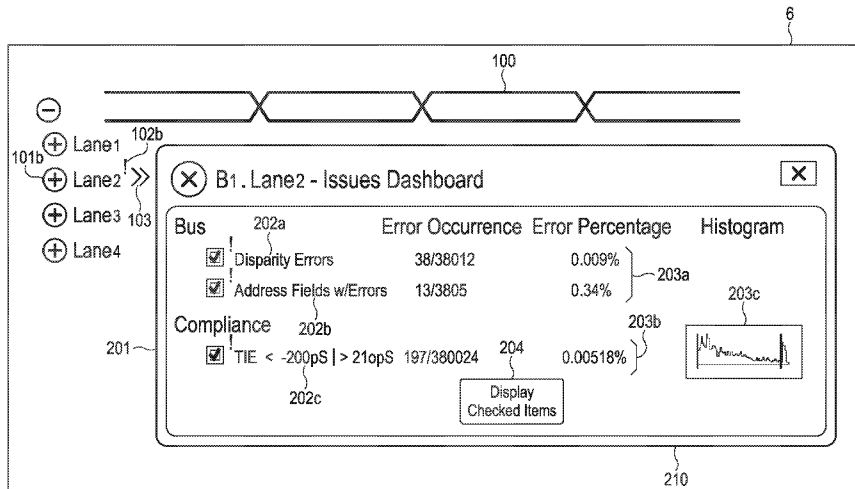 6
100
102b
Lane1
101b
Lane2 !
103
Lane3
Lane4
B1.Lane2 - Issues Dashboard
Bus 202a Error Occurrence Error Percentage Histogram
! Disparity Errors 38/38012 0.009%
203a
! Address Fields w/Errors 13/3805 0.34%
202b
Compliance
203b
203c
201
! TIE < -200pS | > 21opS 197/380024 0.00518%
202c
204
Display
Checked Items
210